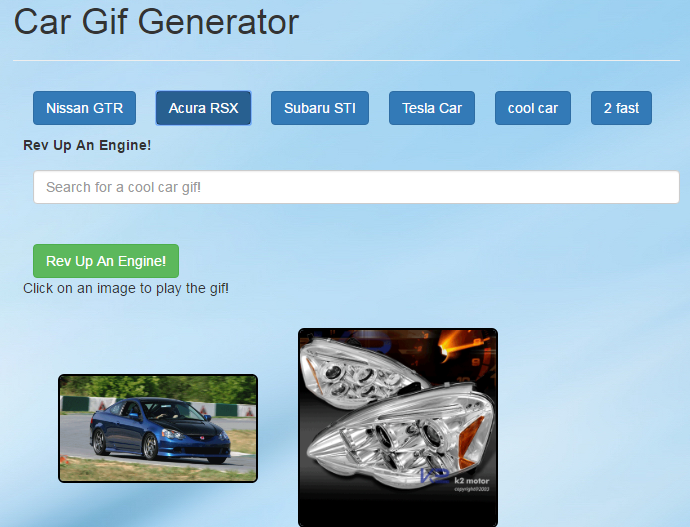 Car Gif Generator
Nissan GTR Acura RSX Subaru STI Tesla Car cool car 2 fast
Rev Up An Engine!
Search for a cool car gif!
Rev Up An Engine!
Click on an image to play the gif!
k2 motor
copyright©2003